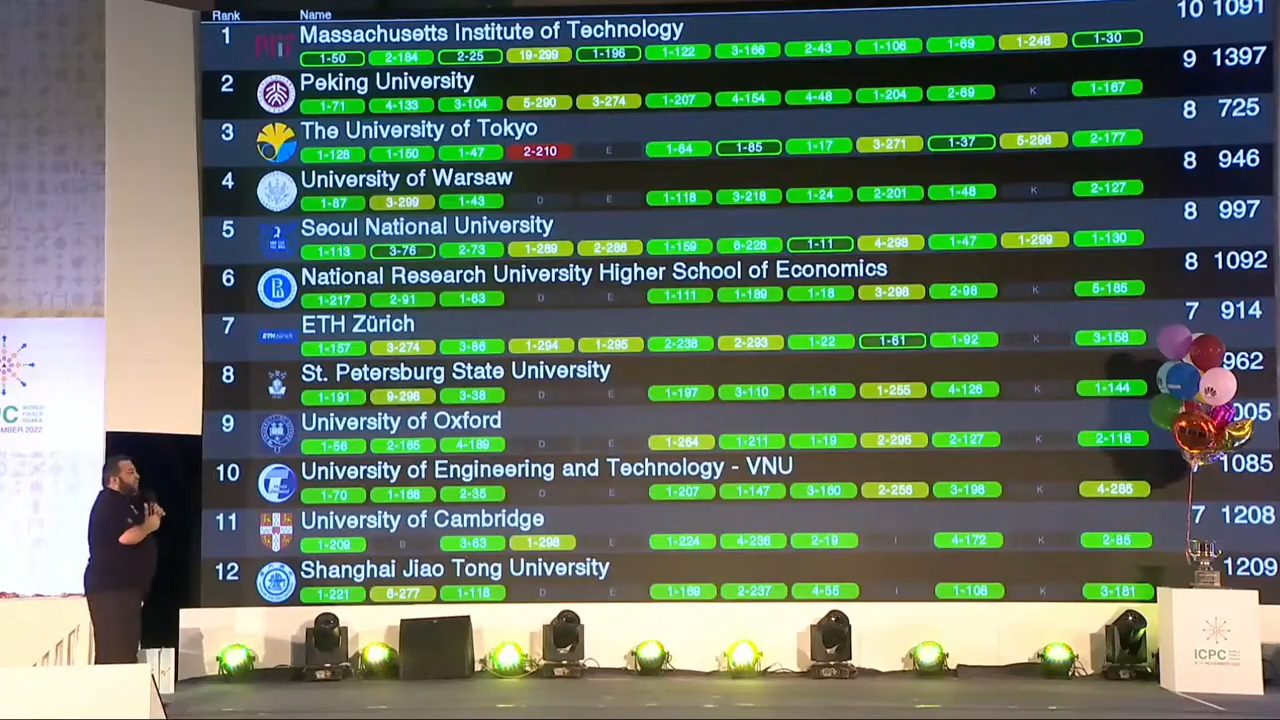 Rank Name
10 1091
1 MIT Massachusetts Institute of Technology
1-50 2-184 2-25 19-299 1-196 1-122 3-166 2-43 1-106 1-69 1-248 1-30
9 1397
2 Peking University
1-71 4-133 3-104 5-290 3-274 1-207 4-154 4-48 1-204 2-69 K 1-167
8 725
3 The University of Tokyo
1-128 1-150 1-47 2-210 E 1-64 1-85 1-17 3-271 1-37 5-298 2-177
8 946
4 University of Warsaw
1-87 3-299 1-43 D E 1-118 3-218 1-24 2-201 1-48 K 2-127
8 997
5 Seoul National University
1-113 3-76 2-73 1-289 2-286 1-159 6-228 1-11 4-298 1-47 1-299 1-130
8 1092
6 National Research University Higher School of Economics
1-217 2-91 1-63 D E 1-111 1-189 1-18 3-298 2-98 K 5-185
7 914
7 ETH zürich ETH Zürich
1-157 3-274 3-86 1-294 1-295 2-238 2-293 1-22 1-61 1-92 K 3-158
962
8 St. Petersburg State University
1-191 9-298 3-38 D E 1-197 3-110 1-16 1-255 4-126 K 1-144
005
9 University of Oxford
1-56 2-165 4-189 D E 1-264 1-211 1-19 2-295 2-127 K 2-118
1085
10 University of Engineering and Technology - VNU
1-70 1-168 2-35 D E 1-207 1-147 3-160 2-256 3-198 K 4-285
7 1208
11 University of Cambridge
1-209 B 3-63 1-298 E 1-224 4-236 2-19 I 4-172 K 2-86
1209
12 Shanghai Jiao Tong University
1-221 6-277 1-118 D E 1-169 2-237 4-55 I 1-108 K 3-181
PC WORLD
FINALS
DHAKA
MBER 2022
ICPC